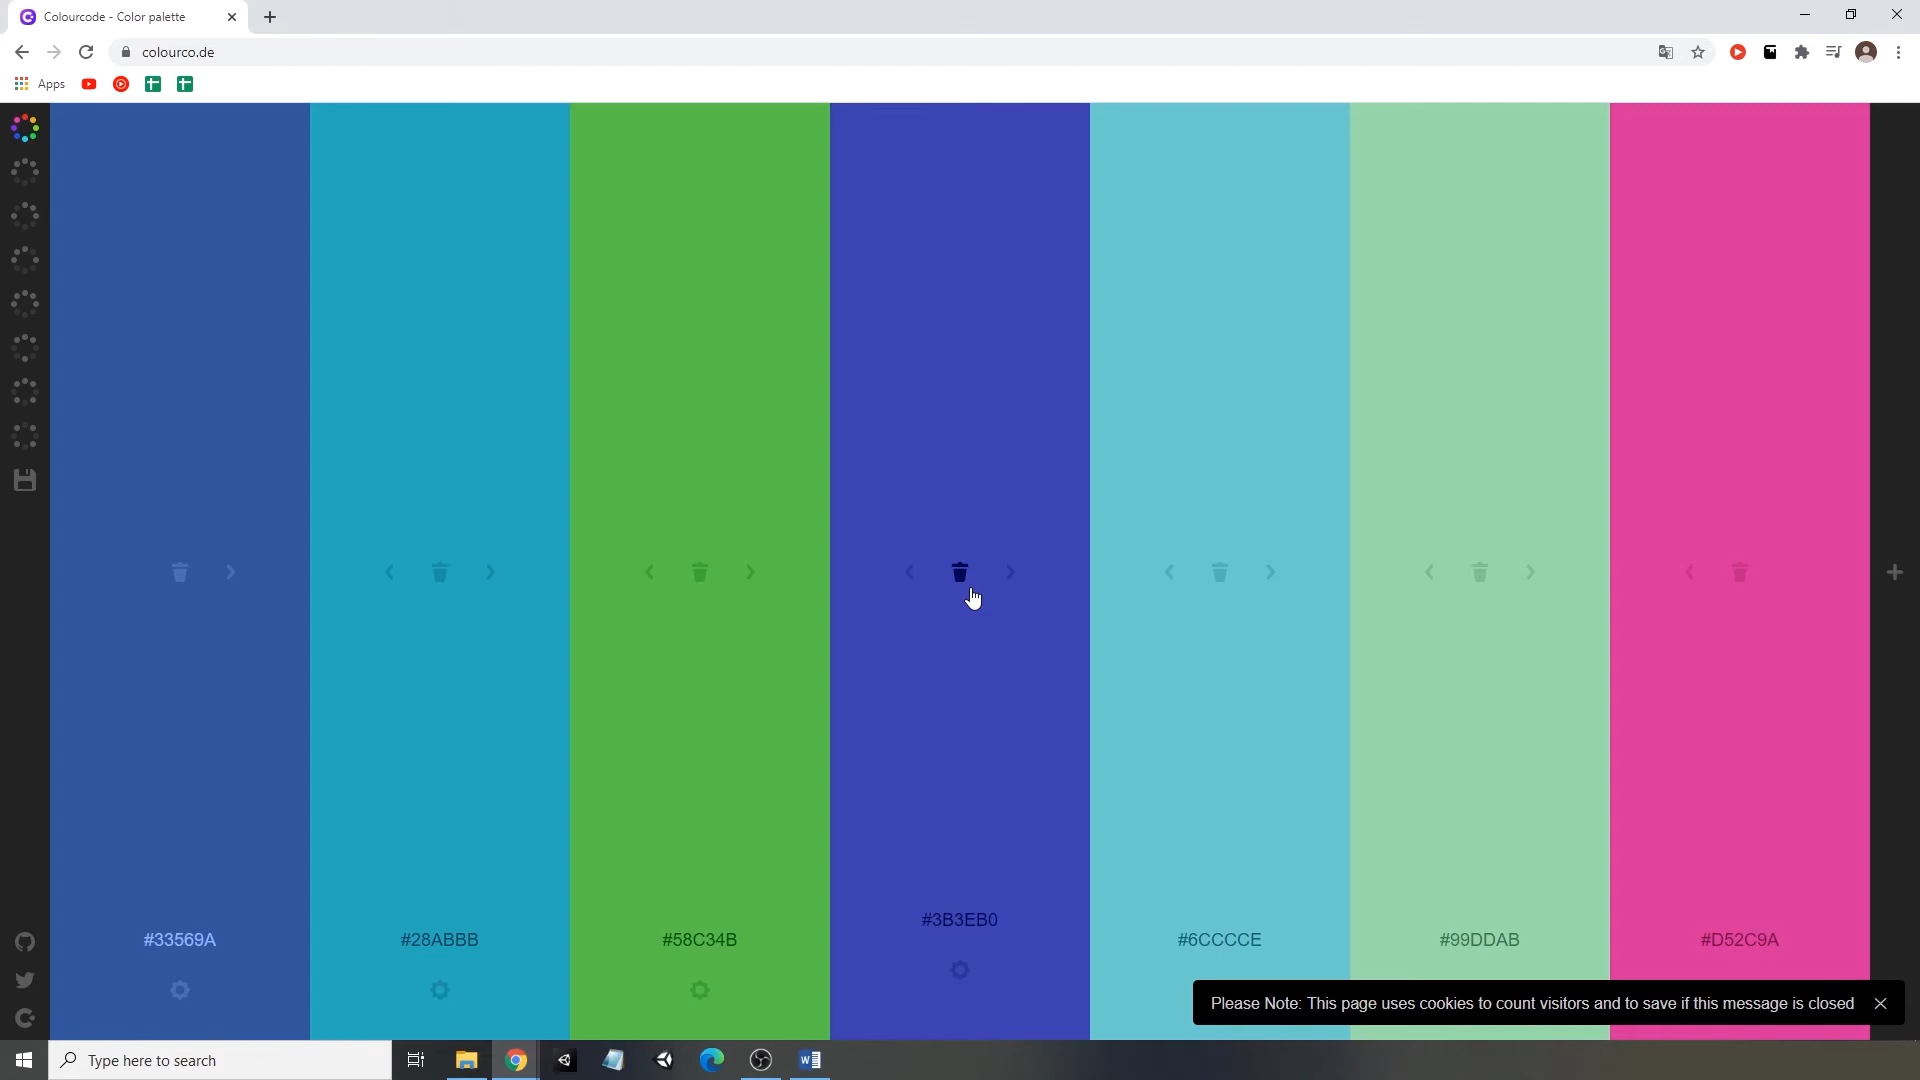 Colourcode - Color palette
colourco.de
Apps
#33569A
#28ABBB
#58C34B
#3B3EB0
#6CCCCE
#99DDAB
#D52C9A
Please Note: This page uses cookies to count visitors and to save if this message is closed
Type here to search